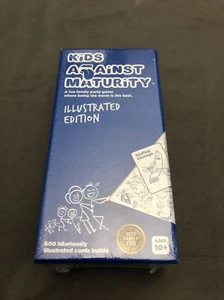 KiDS
AGAiNST
MATURiTY
A fun family party game
where being the worst is the best.
ILLUSTRATED
EDITION
600 hilariously
illustrated cards inside
AGES
10+